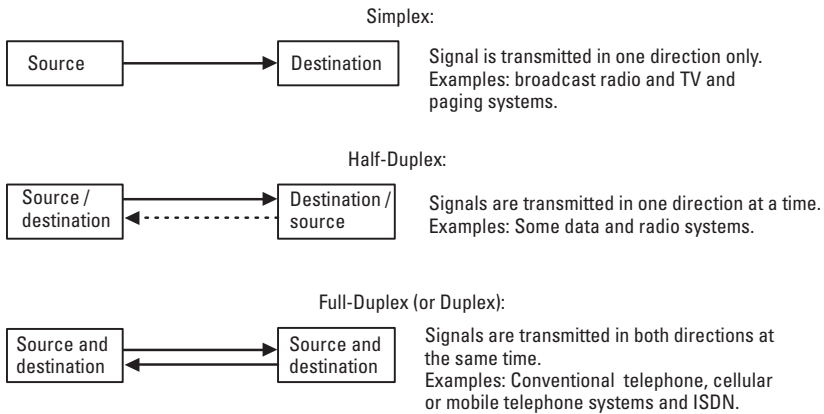 Simplex:
Source
Destination
Signal is transmitted in one direction only.
Examples: broadcast radio and TV and
paging systems.
Half-Duplex:
Source /
destination
Destination /
source
Signals are transmitted in one direction at a time.
Examples: Some data and radio systems.
Full-Duplex (or Duplex):
Source and
destination
Source and
destination
Signals are transmitted in both directions at
the same time.
Examples: Conventional telephone, cellular
or mobile telephone systems and ISDN.